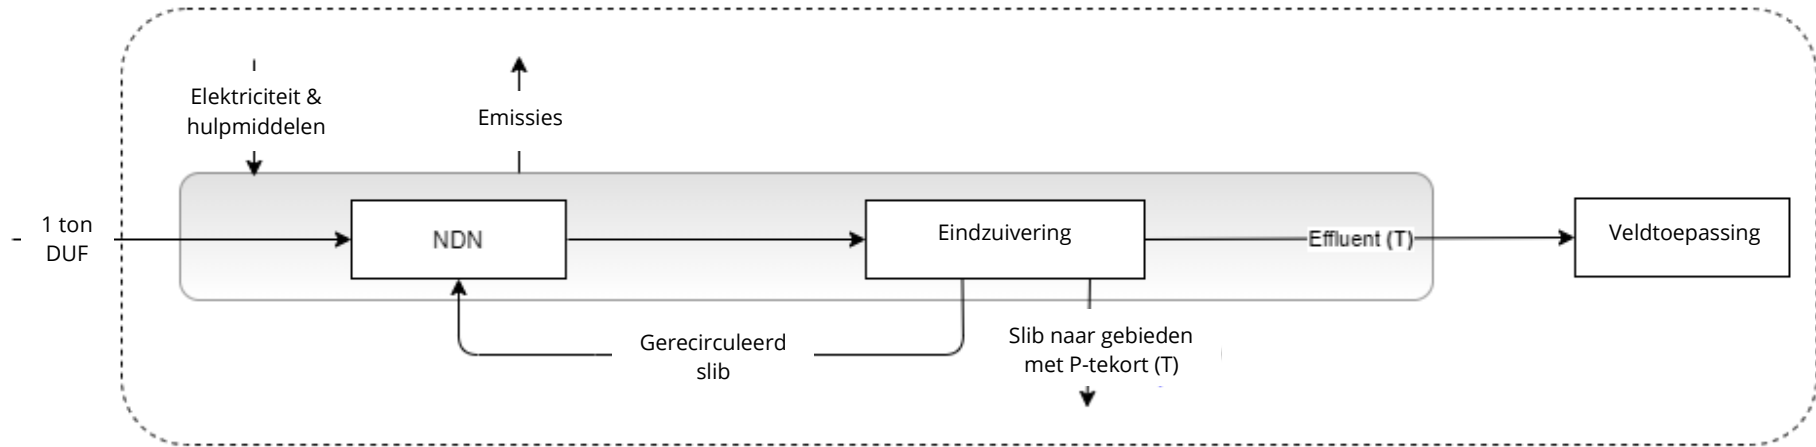 Elektriciteit &
hulpmiddelen
Emissies
1 ton
DUF
NDN
Eindzuivering
Effluent (T)
Veldtoepassing
Gerecirculeerd
slib
Slib naar gebieden
met P-tekort (T)